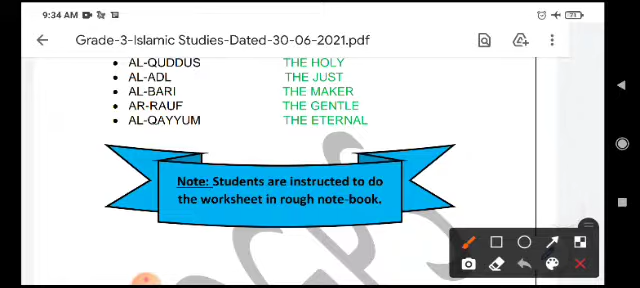 9:34 AM
71
Grade-3-Islamic Studies-Dated-30-06-2021.pdf
• AL-QUDDUS THE HOLY
• AL-ADL THE JUST
• AL-BARI THE MAKER
• AR-RAUF THE GENTLE
• AL-QAYYUM THE ETERNAL
Note: Students are instructed to do
the worksheet in rough note-book.